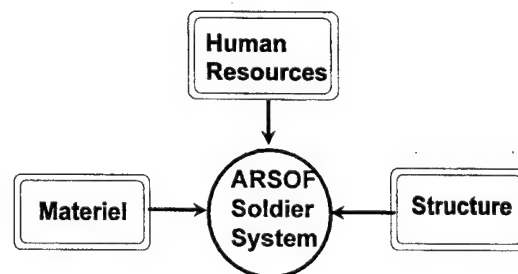 Human
Resources
Materiel
ARSOF
Soldier
System
Structure